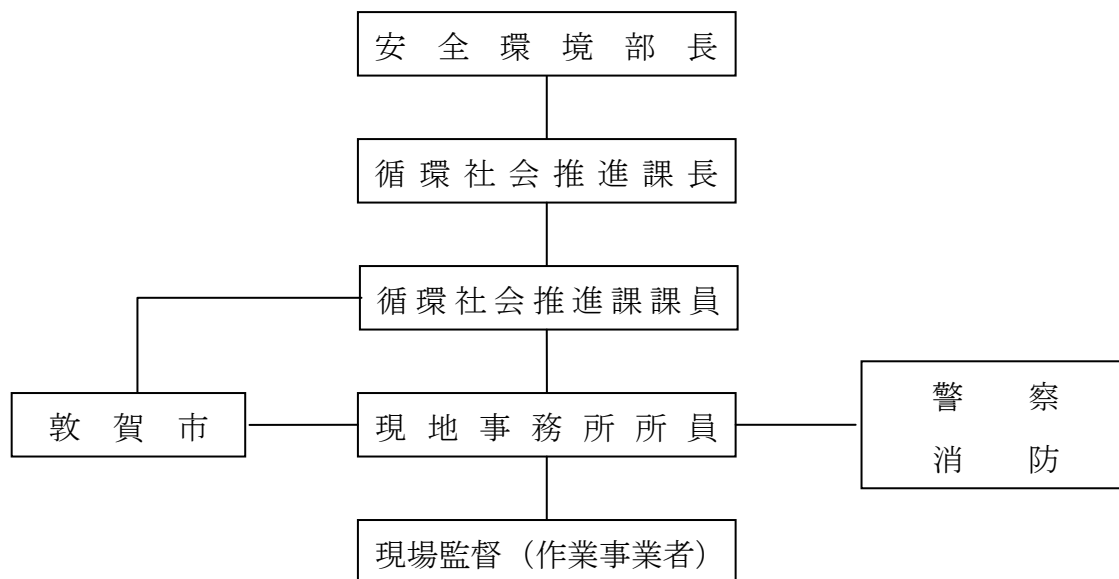 安全環境部長
循環社会推進課長
循環社会推進課課員
敦賀市
現地事務所所員
警察
消防
現場監督（作業事業者）